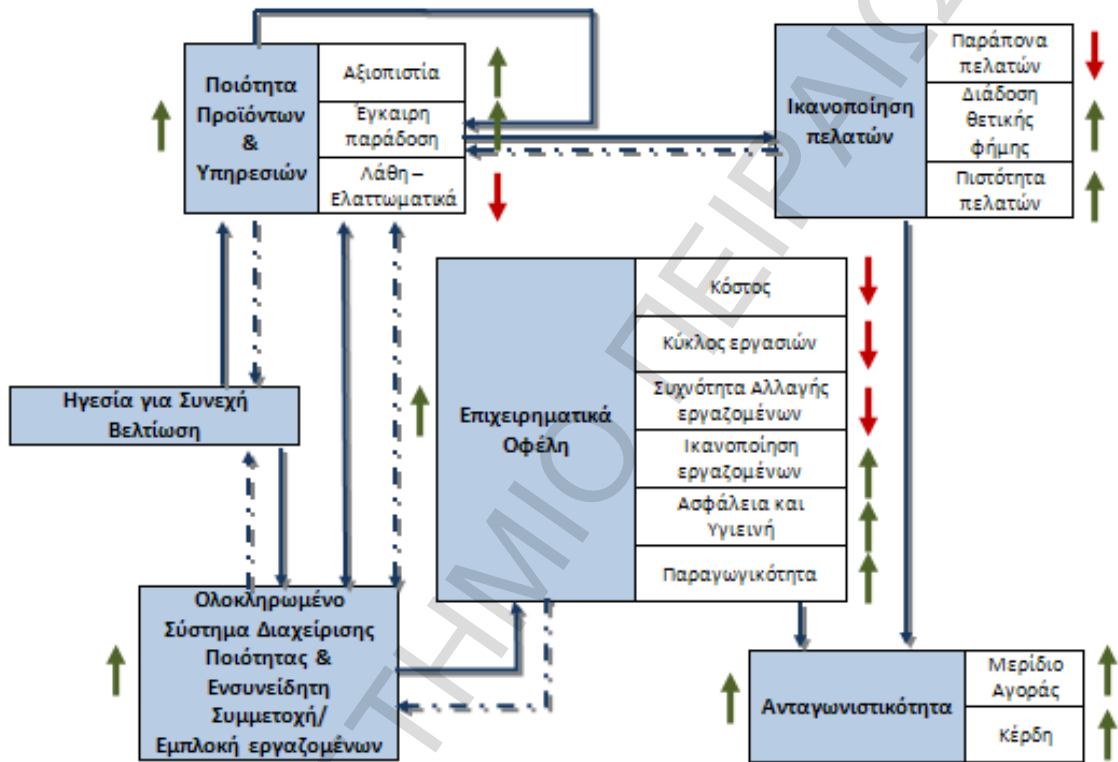 Ποιότητα
Προϊόντων
&
Υπηρεσιών
Αξιοπιστία
Έγκαιρη
παράδοση
Λάθη –
Ελαττωματικά
Ικανοποίηση
πελατών
Παράπονα
πελατών
Διάδοση
θετικής
φήμης
Πιστότητα
πελατών
Ηγεσία για Συνεχή
Βελτίωση
Επιχειρηματικά
Οφέλη
Κόστος
Κύκλος εργασιών
Συχνότητα Αλλαγής
εργαζομένων
Ικανοποίηση
εργαζομένων
Ασφάλεια και
Υγιεινή
Παραγωγικότητα
Ολοκληρωμένο
Σύστημα Διαχείρισης
Ποιότητας &
Ενσυνείδητη
Συμμετοχή/
Εμπλοκή εργαζομένων
Ανταγωνιστικότητα
Μερίδιο
Αγοράς
Κέρδη
ΤΗΜΙΟ ΠΕΙΡΑΙΩ